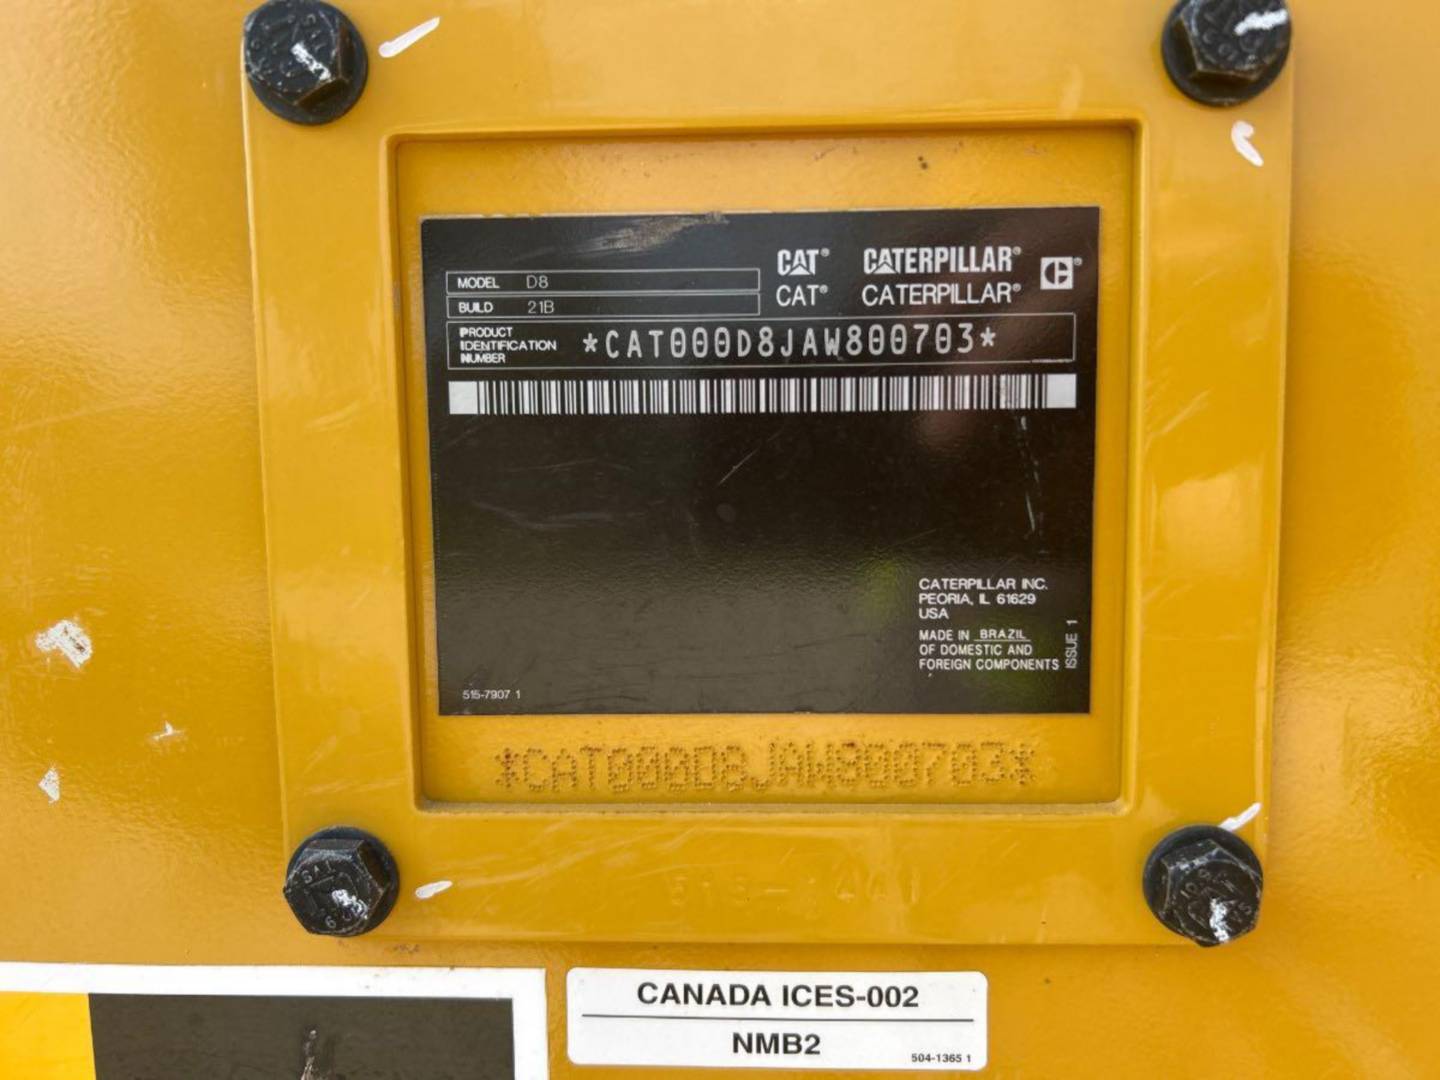 MODEL D8
BUILD 21B
CAT® CATERPILLAR®
CAT® CATERPILLAR®
PRODUCT
IDENTIFICATION
NUMBER
*CAT000D8JAW800703*
CATERPILLAR INC.
PEORIA, IL 61629
USA
MADE IN BRAZIL
OF DOMESTIC AND
FOREIGN COMPONENTS
ISSUE 1
515-7907 1
*CAT000D8JAW800703*
CANADA ICES-002
NMB2
504-1365 1